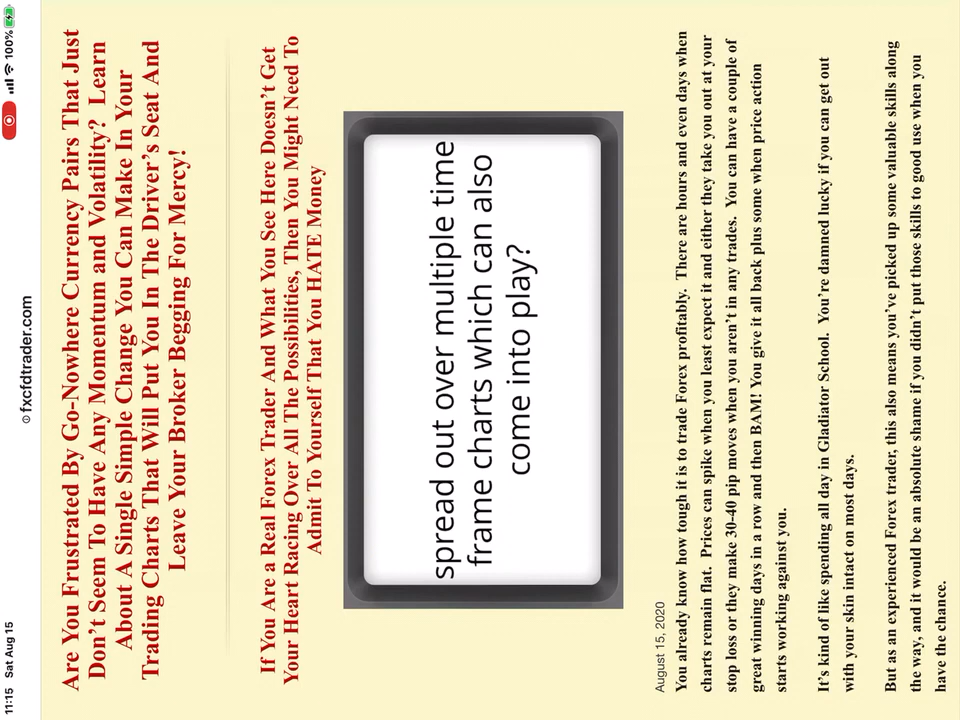 11:15 Sat Aug 15
fxcfdtrader.com
100%
Are You Frustrated By Go-Nowhere Currency Pairs That Just
Don't Seem To Have Any Momentum and Volatility? Learn
About A Single Simple Change You Can Make In Your
Trading Charts That Will Put You In The Driver's Seat And
Leave Your Broker Begging For Mercy!
If You Are a Real Forex Trader And What You See Here Doesn't Get
Your Heart Racing Over All The Possibilities, Then You Might Need To
Admit To Yourself That You HATE Money
spread out over multiple time
frame charts which can also
come into play?
August 15, 2020
You already know how tough it is to trade Forex profitably. There are hours and even days when
charts remain flat. Prices can spike when you least expect it and either they take you out at your
stop loss or they make 30-40 pip moves when you aren't in any trades. You can have a couple of
great winning days in a row and then BAM! You give it all back plus some when price action
starts working against you.
It's kind of like spending all day in Gladiator School. You're damned lucky if you can get out
with your skin intact on most days.
But as an experienced Forex trader, this also means you've picked up some valuable skills along
the way, and it would be an absolute shame if you didn't put those skills to good use when you
have the chance.